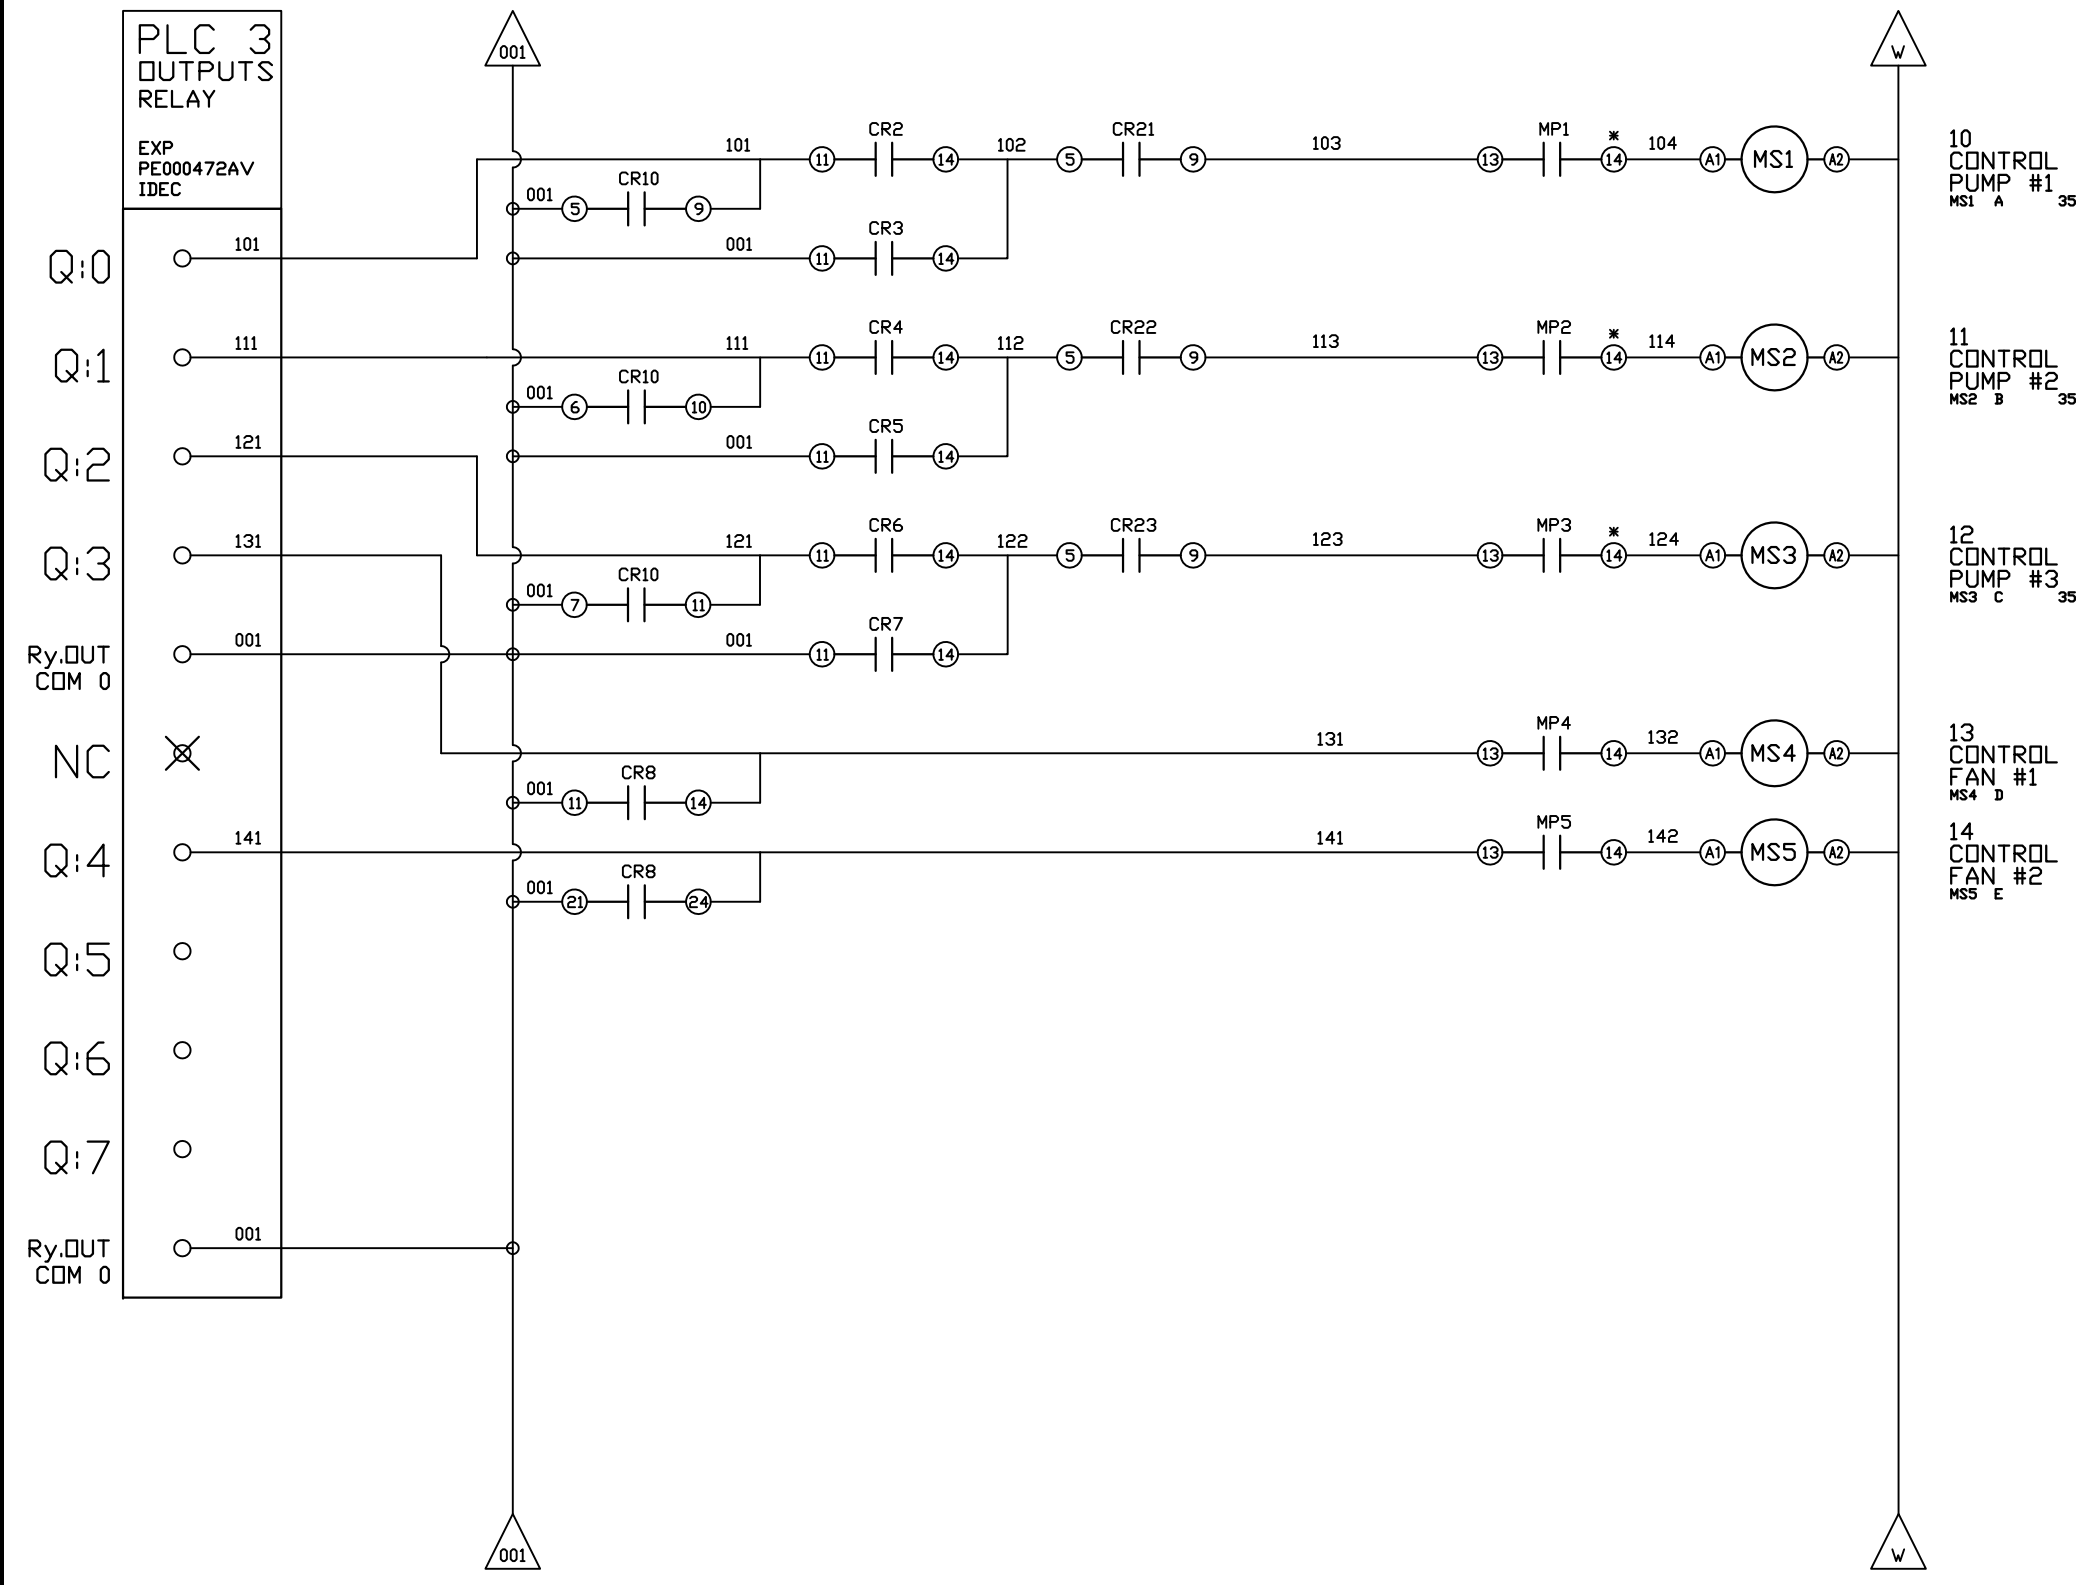 PLC 3
OUTPUTS
RELAY
EXP
PE000472AV
IDEC
001
W
101 CR2 102 CR21 103 MP1 * 104
11 14 5 9 13 14 A1 MS1 A2
10
CONTROL
PUMP #1
MS1 A 35
001 CR10
5 9
Q:0 101 001 CR3
11 14
Q:1 111 111 CR4 112 CR22 113 MP2 * 114
11 14 5 9 13 14 A1 MS2 A2
11
CONTROL
PUMP #2
MS2 B 35
001 CR10
6 10
Q:2 121 001 CR5
11 14
Q:3 131 121 CR6 122 CR23 123 MP3 * 124
11 14 5 9 13 14 A1 MS3 A2
12
CONTROL
PUMP #3
MS3 C 35
001 CR10
7 11
Ry.OUT
COM 0
001 001 CR7
11 14
NC 131 MP4 132
13 14 A1 MS4 A2
13
CONTROL
FAN #1
MS4 D
001 CR8
11 14
Q:4 141 141 MP5 142
13 14 A1 MS5 A2
14
CONTROL
FAN #2
MS5 E
001 CR8
21 24
Q:5
Q:6
Q:7
Ry.OUT
COM 0
001
001
W